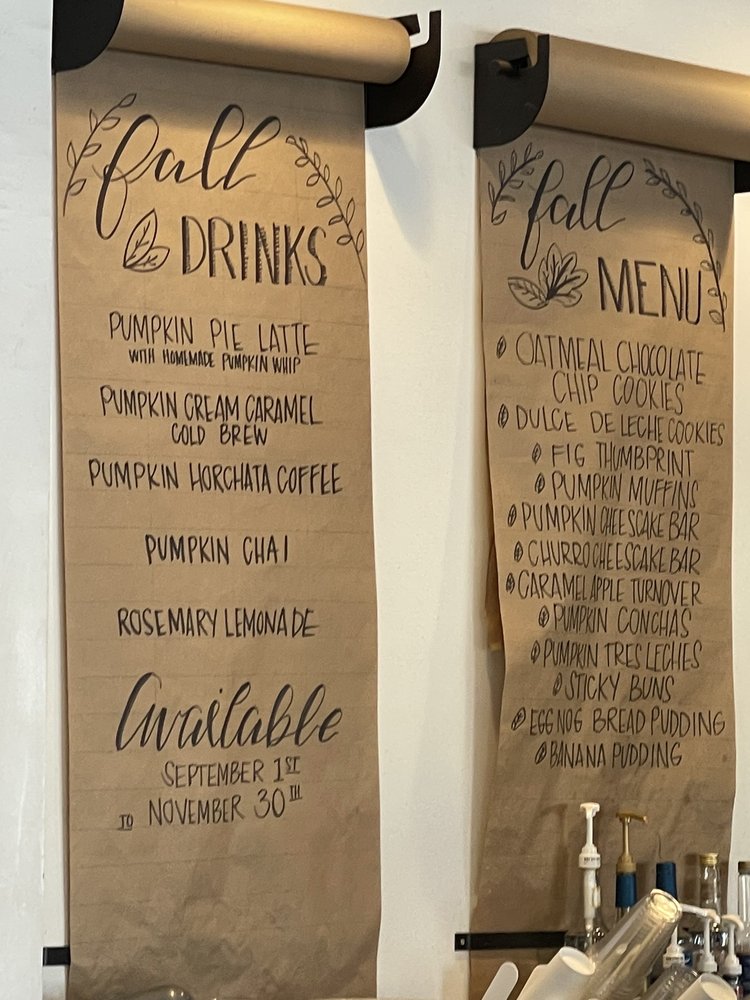 fall
DRINKS
PUMPKIN PIE LATTE
WITH HOMEMADE PUMPKIN WHIP
PUMPKIN CREAM CARAMEL
COLD BREW
PUMPKIN HORCHATA COFFEE
PUMPKIN CHAI
ROSEMARY LEMONADE
Available
SEPTEMBER 1ST
TO NOVEMBER 30TH
fall
MENU
OATMEAL CHOCOLATE
CHIP COOKIES
DULCE DE LECHE COOKIES
FIG THUMBPRINT
PUMPKIN MUFFINS
PUMPKIN CHEESCAKE BAR
CHURRO CHEESCAKE BAR
CARAMEL APPLE TURNOVER
PUMPKIN CONCHAS
PUMPKIN TRES LECHES
STICKY BUNS
EGG NOG BREAD PUDDING
BANANA PUDDING